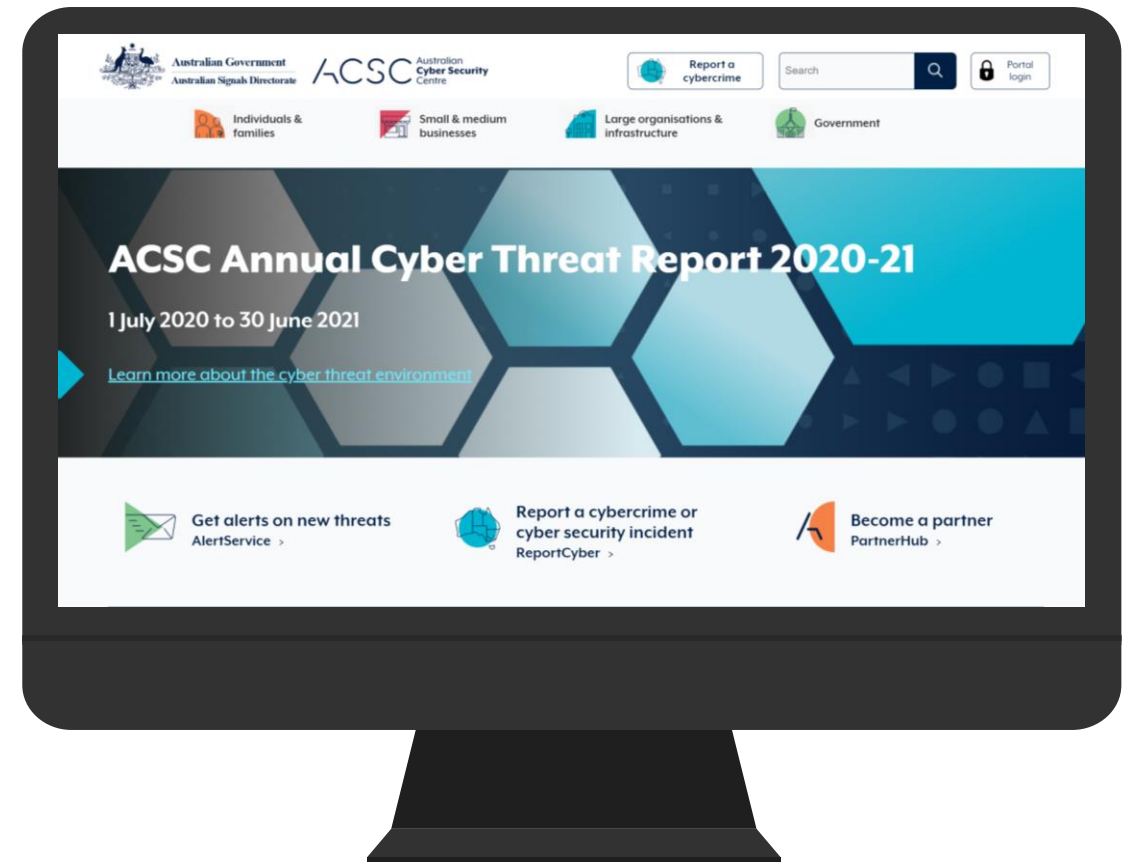 Australian Government
Australian Signals Directorate
ACSC
Australian
Cyber Security
Centre
Report a
cybercrime
Search
Portal
login
Individuals &
families
Small & medium
businesses
Large organisations &
infrastructure
Government
ACSC Annual Cyber Threat Report 2020-21
1 July 2020 to 30 June 2021
Learn more about the cyber threat environment
Get alerts on new threats
AlertService >
Report a cybercrime or
cyber security incident
ReportCyber >
Become a partner
PartnerHub >